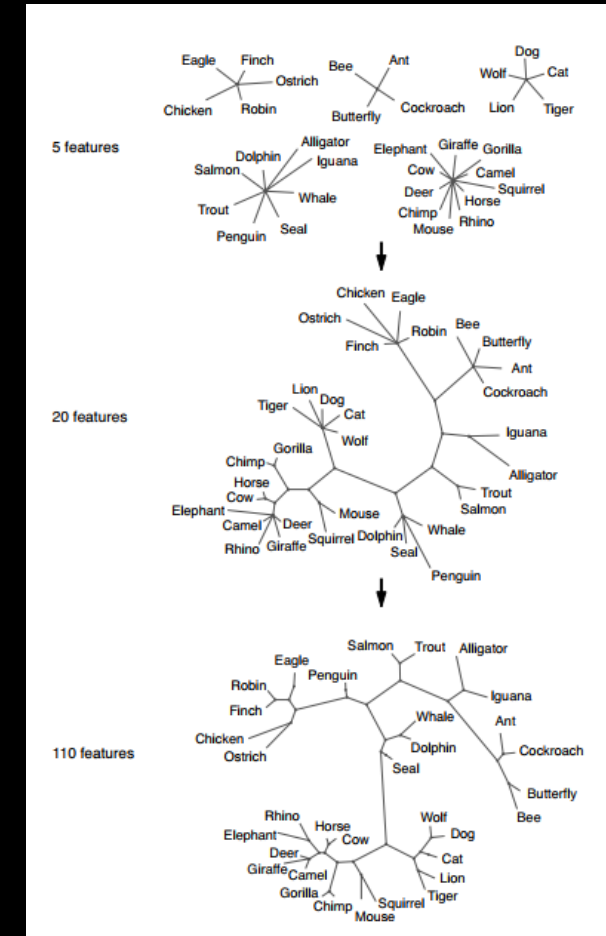 Eagle Finch
Ostrich
Chicken Robin
Bee Ant
Butterfly Cockroach
Dog
Wolf Cat
Lion Tiger
5 features
Alligator
Dolphin Iguana
Salmon
Whale
Trout
Penguin Seal
Elephant Giraffe Gorilla
Cow Camel
Deer Squirrel
Horse
Chimp Rhino
Mouse
Chicken Eagle
Ostrich Robin
Finch
Bee
Butterfly
Ant
Cockroach
20 features
Lion
Tiger Dog
Cat
Wolf
Iguana
Alligator
Gorilla
Chimp
Horse
Cow
Elephant
Camel Deer
Rhino Giraffe
Mouse
Squirrel
Trout
Salmon
Dolphin Whale
Seal
Penguin
Salmon Trout Alligator
Iguana
Eagle Penguin
Robin
Finch
Chicken
Ostrich
110 features
Whale
Dolphin
Seal
Ant
Cockroach
Butterfly
Bee
Rhino Horse
Elephant Cow
Deer
Giraffe Camel
Gorilla
Chimp Mouse Squirrel
Wolf
Dog
Cat
Lion
Tiger